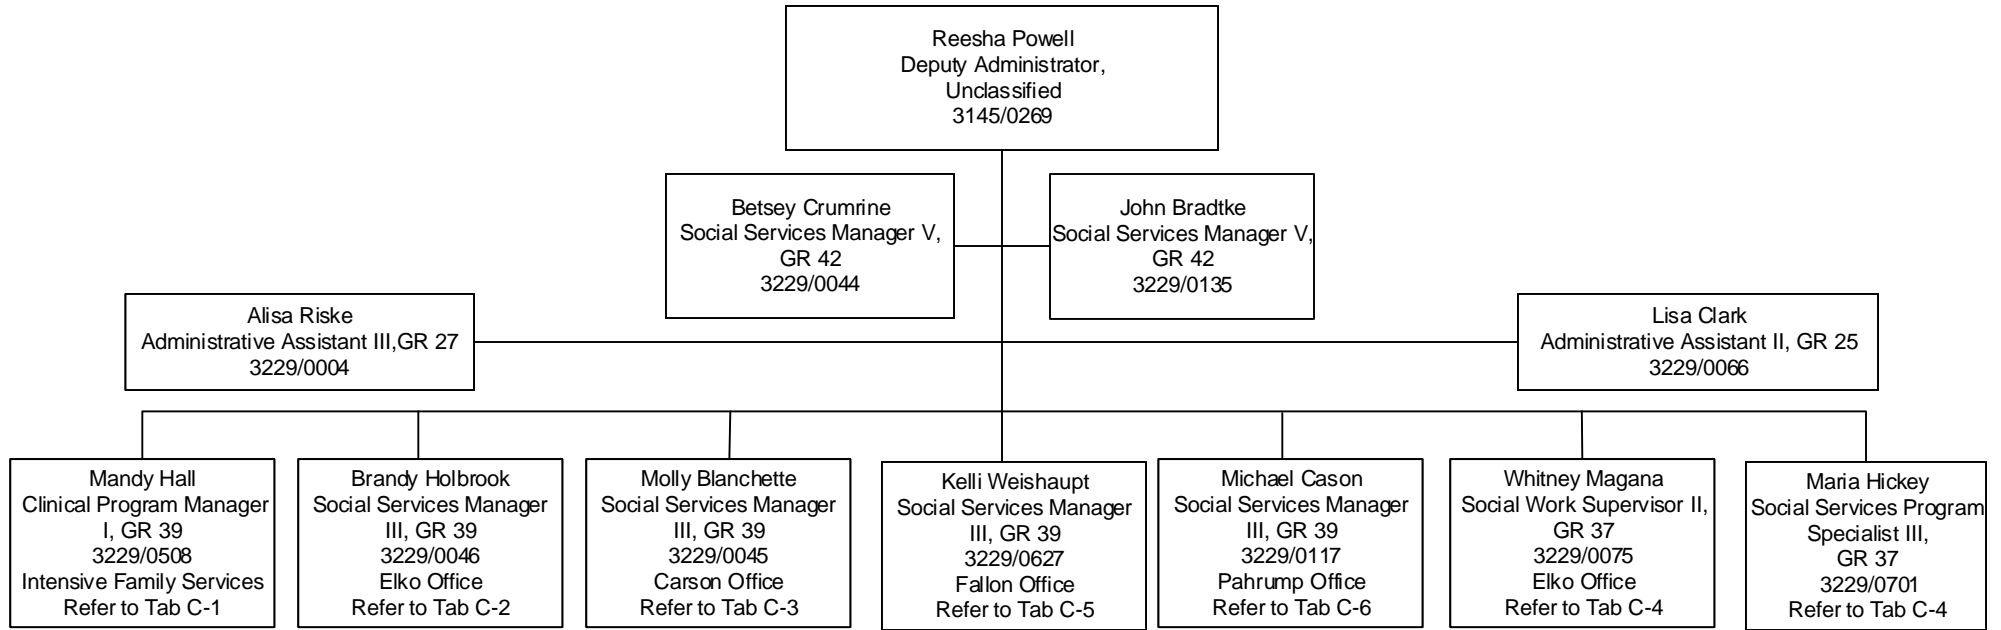 Reesha Powell
Deputy Administrator,
Unclassified
3145/0269
Betsey Crumrine
Social Services Manager V,
GR 42
3229/0044
John Bradtke
Social Services Manager V,
GR 42
3229/0135
Alisa Riske
Administrative Assistant III,GR 27
3229/0004
Lisa Clark
Administrative Assistant II, GR 25
3229/0066
Mandy Hall
Clinical Program Manager
I, GR 39
3229/0508
Intensive Family Services
Refer to Tab C-1
Brandy Holbrook
Social Services Manager
III, GR 39
3229/0046
Elko Office
Refer to Tab C-2
Molly Blanchette
Social Services Manager
III, GR 39
3229/0045
Carson Office
Refer to Tab C-3
Kelli Weishaupt
Social Services Manager
III, GR 39
3229/0627
Fallon Office
Refer to Tab C-5
Michael Cason
Social Services Manager
III, GR 39
3229/0117
Pahrump Office
Refer to Tab C-6
Whitney Magana
Social Work Supervisor II,
GR 37
3229/0075
Elko Office
Refer to Tab C-4
Maria Hickey
Social Services Program
Specialist III,
GR 37
3229/0701
Refer to Tab C-4